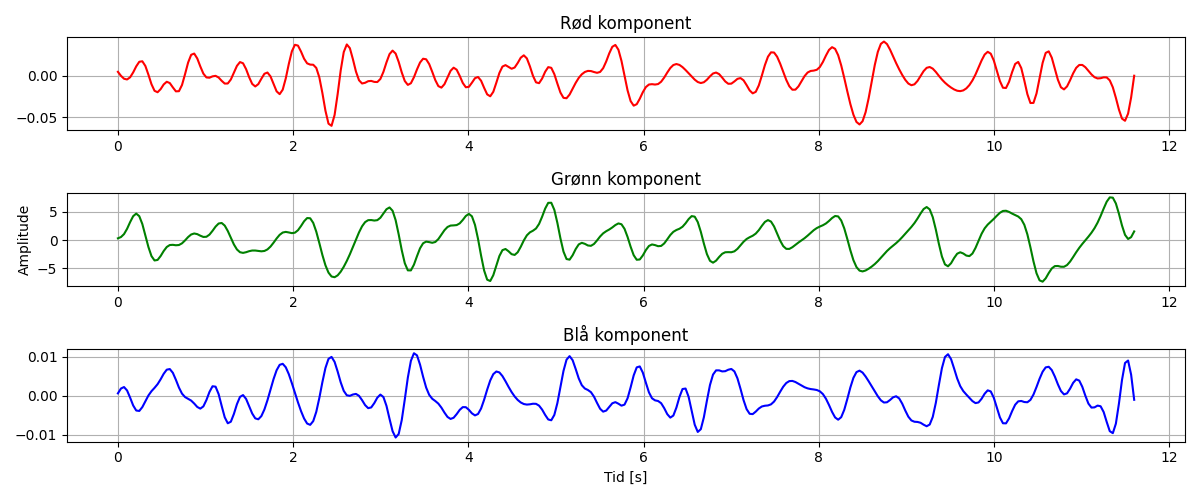 Rød komponent
0.00
−0.05
0 2 4 6 8 10 12
Grønn komponent
Amplitude
5
0
−5
0 2 4 6 8 10 12
Blå komponent
0.01
0.00
−0.01
0 2 4 6 8 10 12
Tid [s]